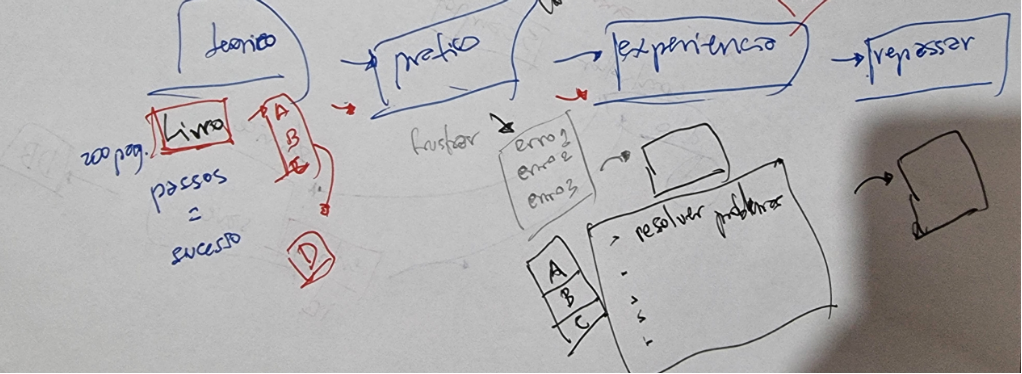 teorico
pratico
experiencia
repassar
200 pag.
Livro
A
B
C
passos
=
sucesso
D
frustrar
erro 1
erro 2
erro 3
> resolver problemas
A
B
C